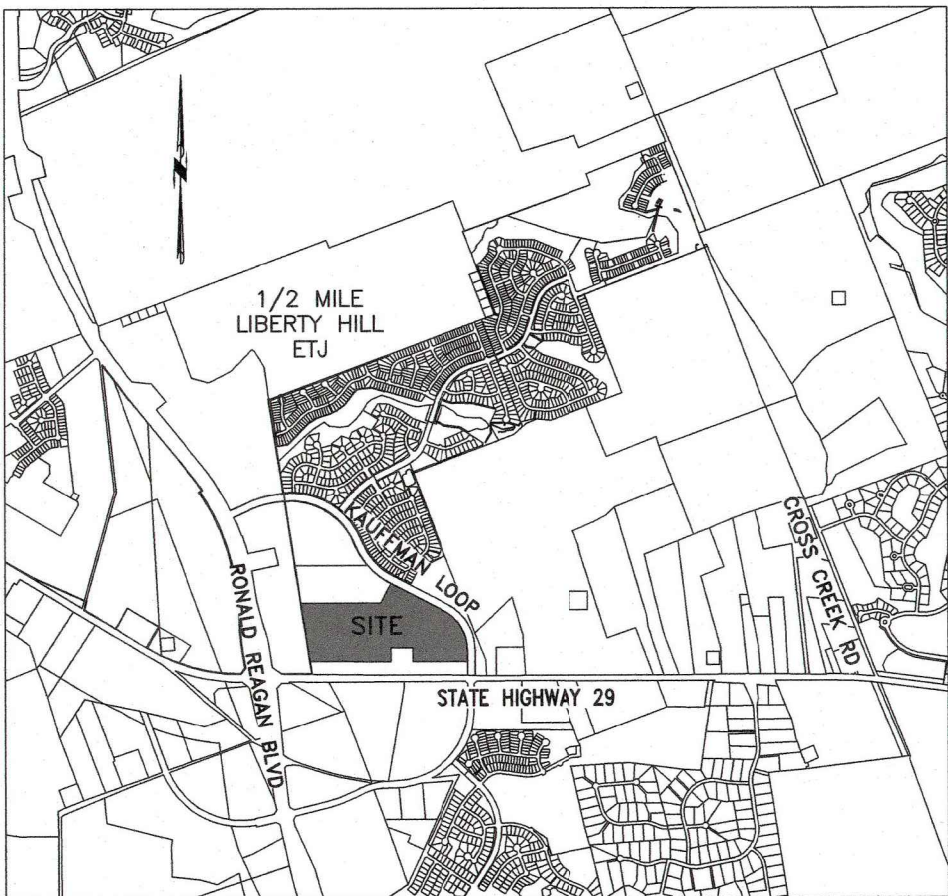 1/2 MILE
LIBERTY HILL
ETJ
KAUFFMAN LOOP
CROSS CREEK RD
RONALD REAGAN BLVD
SITE
STATE HIGHWAY 29